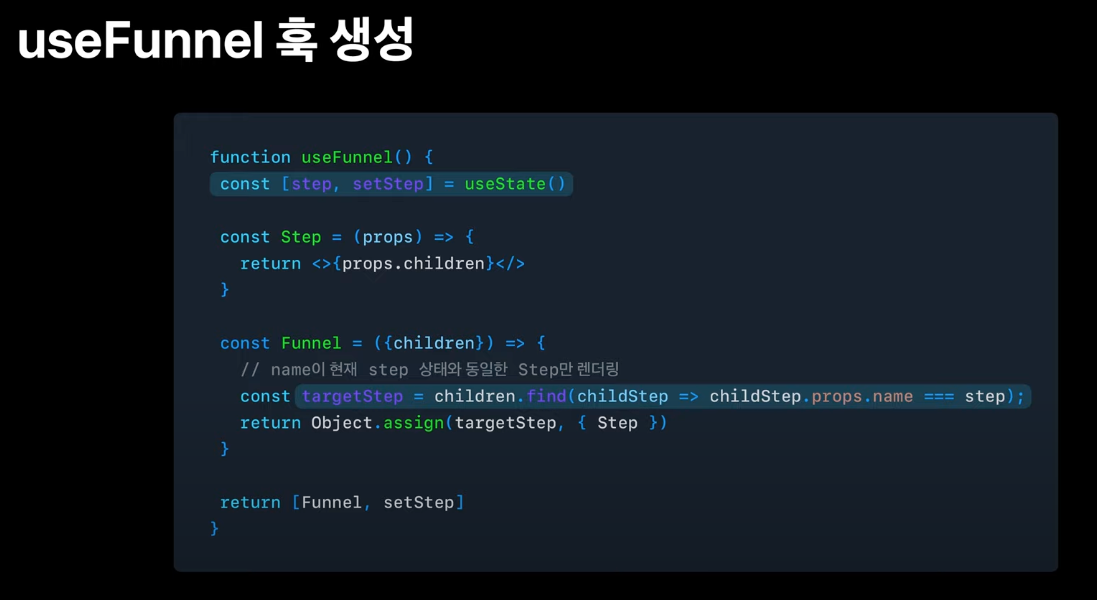 useFunnel 훅 생성
function useFunnel() {
const [step, setStep] = useState()
const Step = (props) => {
return <>{props.children}</>
}
const Funnel = ({children}) => {
// name이 현재 step 상태와 동일한 Step만 렌더링
const targetStep = children.find(childStep => childStep.props.name === step);
return Object.assign(targetStep, { Step })
}
return [Funnel, setStep]
}